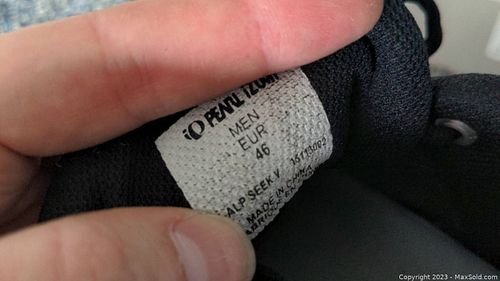 PEARL IZUMI
MEN
EUR
46
ALP SEEK V
MADE IN CHINA
Copyright © 2023 - MaxSold.com